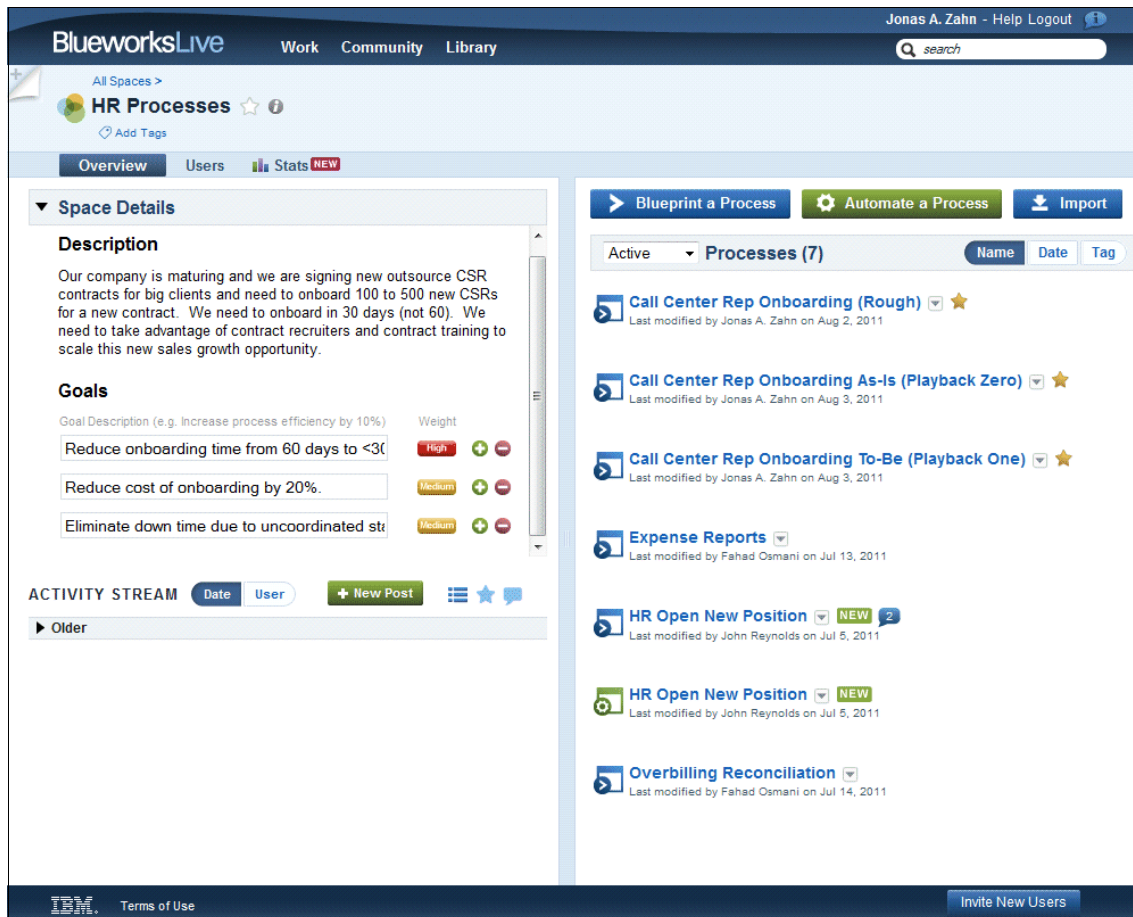 Jonas A. Zahn - Help Logout
BlueworksLive
Work Community Library
search
All Spaces >
HR Processes
Add Tags
Overview Users Stats NEW
Space Details
Description
Our company is maturing and we are signing new outsource CSR
contracts for big clients and need to onboard 100 to 500 new CSRs
for a new contract. We need to onboard in 30 days (not 60). We
need to take advantage of contract recruiters and contract training to
scale this new sales growth opportunity.
Goals
Goal Description (e.g. Increase process efficiency by 10%) Weight
Reduce onboarding time from 60 days to <3( High
Reduce cost of onboarding by 20%. Medium
Eliminate down time due to uncoordinated sta Medium
ACTIVITY STREAM Date User + New Post
Older
Blueprint a Process Automate a Process Import
Active Processes (7) Name Date Tag
Call Center Rep Onboarding (Rough)
Last modified by Jonas A. Zahn on Aug 2, 2011
Call Center Rep Onboarding As-Is (Playback Zero)
Last modified by Jonas A. Zahn on Aug 3, 2011
Call Center Rep Onboarding To-Be (Playback One)
Last modified by Jonas A. Zahn on Aug 3, 2011
Expense Reports
Last modified by Fahad Osmani on Jul 13, 2011
HR Open New Position NEW 2
Last modified by John Reynolds on Jul 5, 2011
HR Open New Position NEW
Last modified by John Reynolds on Jul 5, 2011
Overbilling Reconciliation
Last modified by Fahad Osmani on Jul 14, 2011
IBM. Terms of Use
Invite New Users